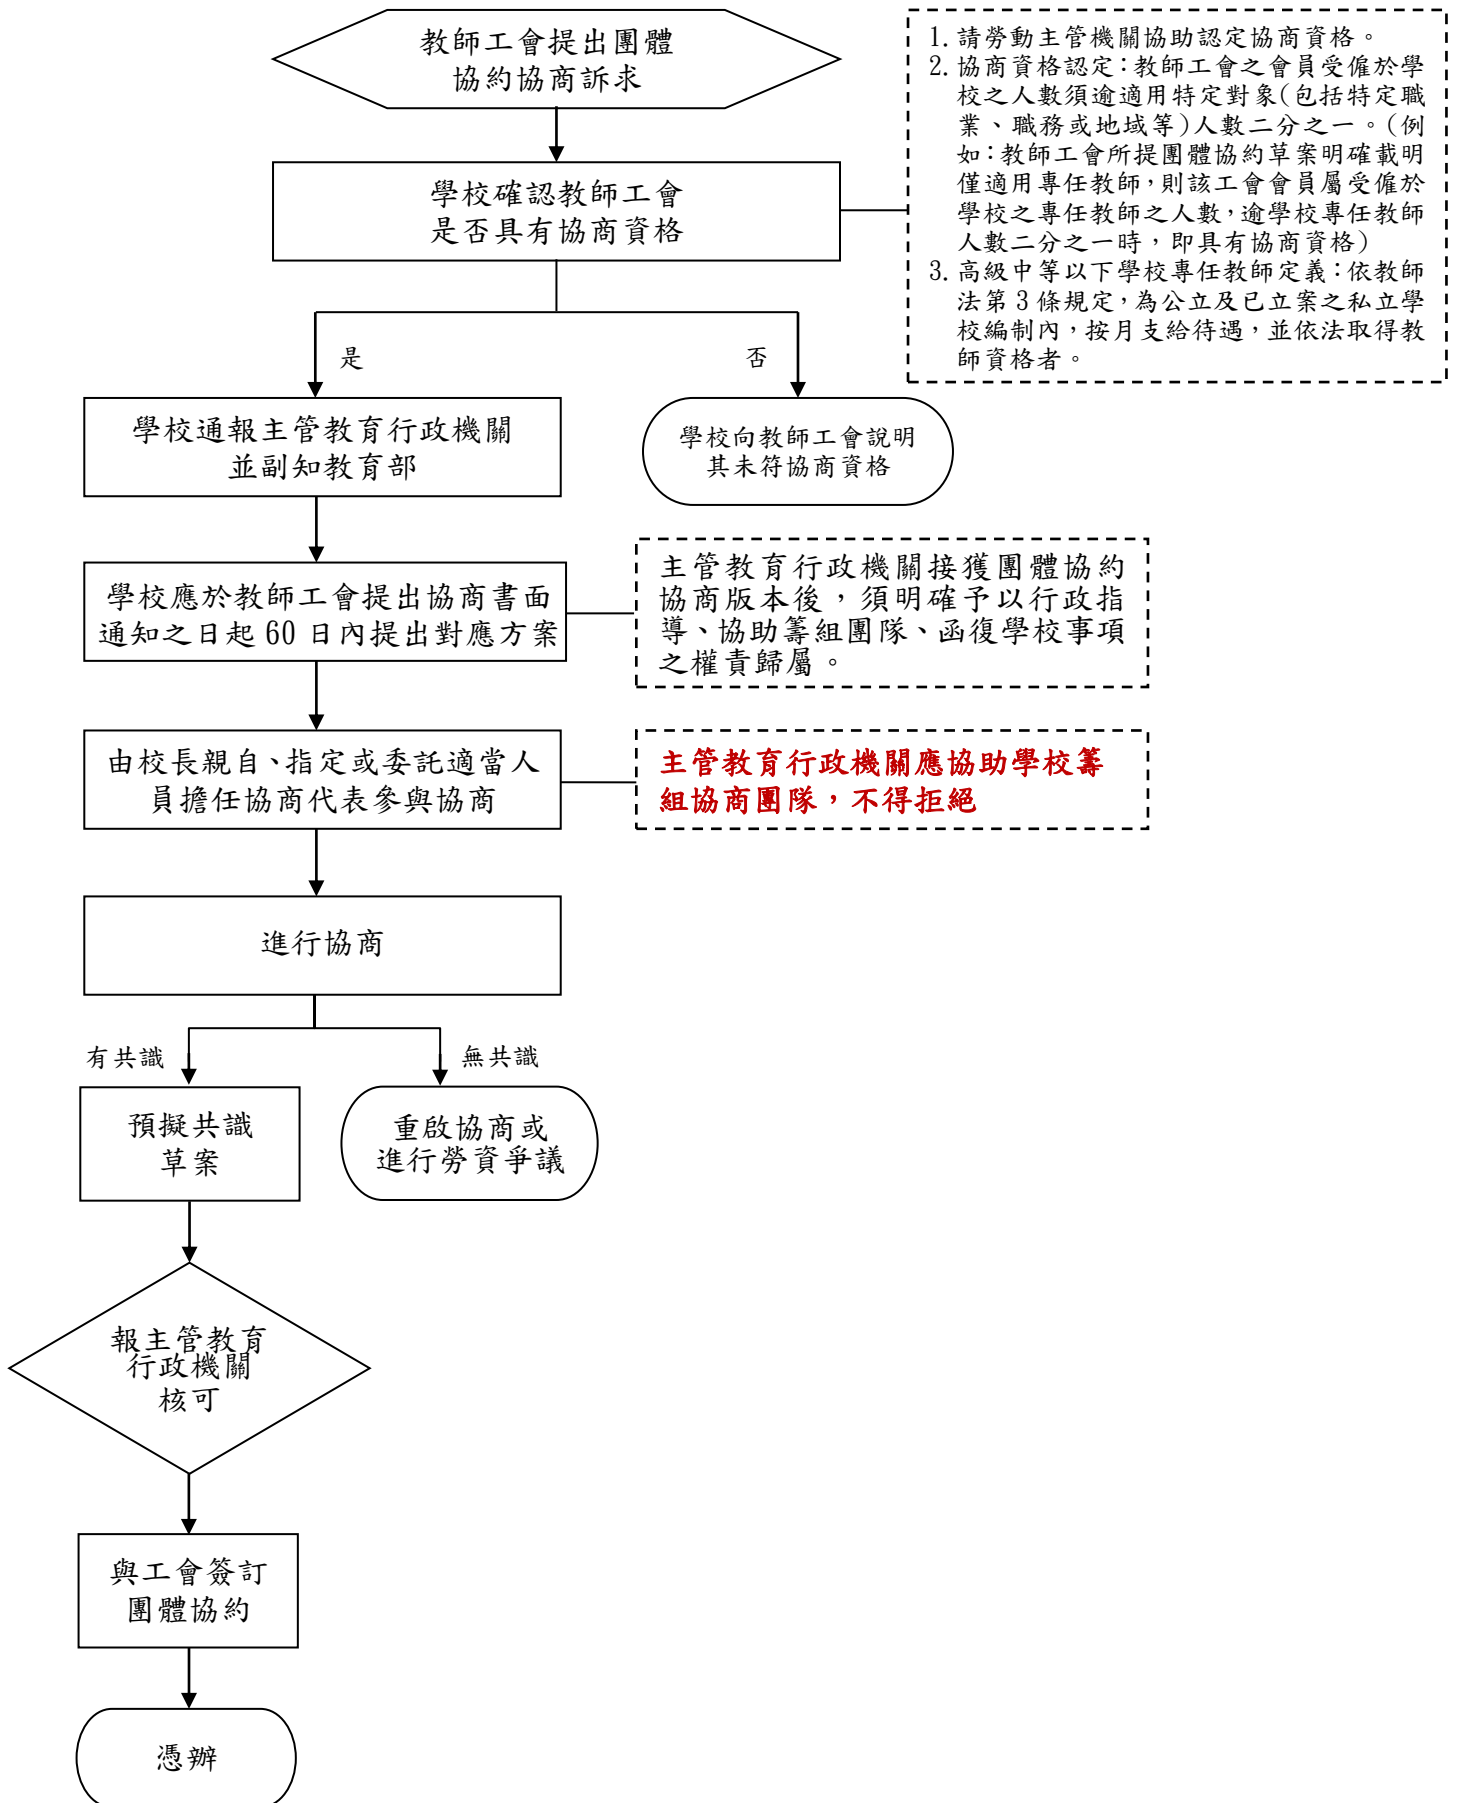 教師工會提出團體
協約協商訴求
1.請勞動主管機關協助認定協商資格。
2.協商資格認定：教師工會之會員受僱於學
校之人數須逾適用特定對象(包括特定職
業、職務或地域等)人數二分之一。(例
如：教師工會所提團體協約草案明確載明
僅適用專任教師，則該工會會員屬受僱於
學校之專任教師之人數，逾學校專任教師
人數二分之一時，即具有協商資格)
3.高級中等以下學校專任教師定義：依教師
法第 3 條規定，為公立及已立案之私立學
校編制內，按月支給待遇，並依法取得教
師資格者。
學校確認教師工會
是否具有協商資格
是
否
學校通報主管教育行政機關
並副知教育部
學校向教師工會說明
其未符協商資格
學校應於教師工會提出協商書面
通知之日起 60 日內提出對應方案
主管教育行政機關接獲團體協約
協商版本後，須明確予以行政指
導、協助籌組團隊、函復學校事項
之權責歸屬。
由校長親自、指定或委託適當人
員擔任協商代表參與協商
主管教育行政機關應協助學校籌
組協商團隊，不得拒絕
進行協商
有共識
無共識
預擬共識
草案
重啟協商或
進行勞資爭議
報主管教育
行政機關
核可
與工會簽訂
團體協約
憑辦